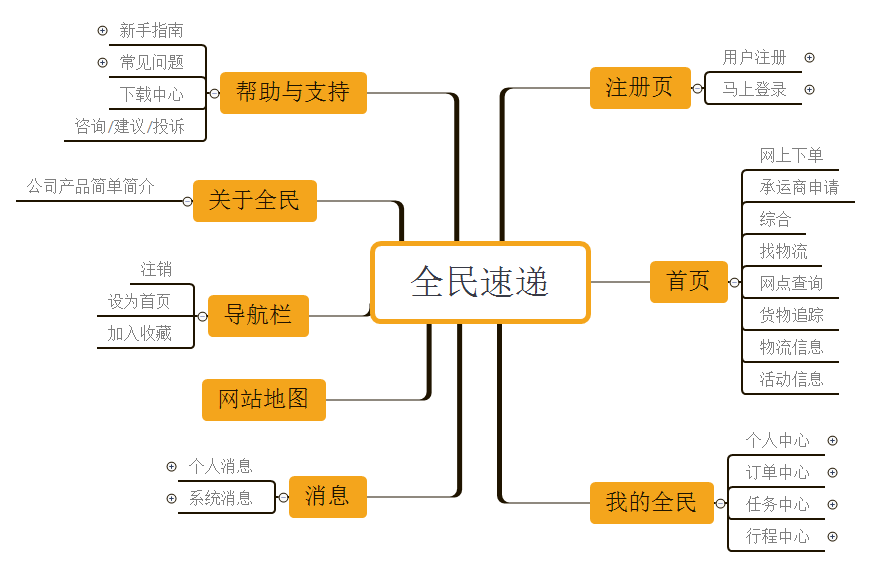 全民速递
注册页
用户注册
马上登录
首页
网上下单
承运商申请
综合
找物流
网点查询
货物追踪
物流信息
活动信息
我的全民
个人中心
订单中心
任务中心
行程中心
帮助与支持
新手指南
常见问题
下载中心
咨询/建议/投诉
关于全民
公司产品简单简介
导航栏
注销
设为首页
加入收藏
网站地图
消息
个人消息
系统消息